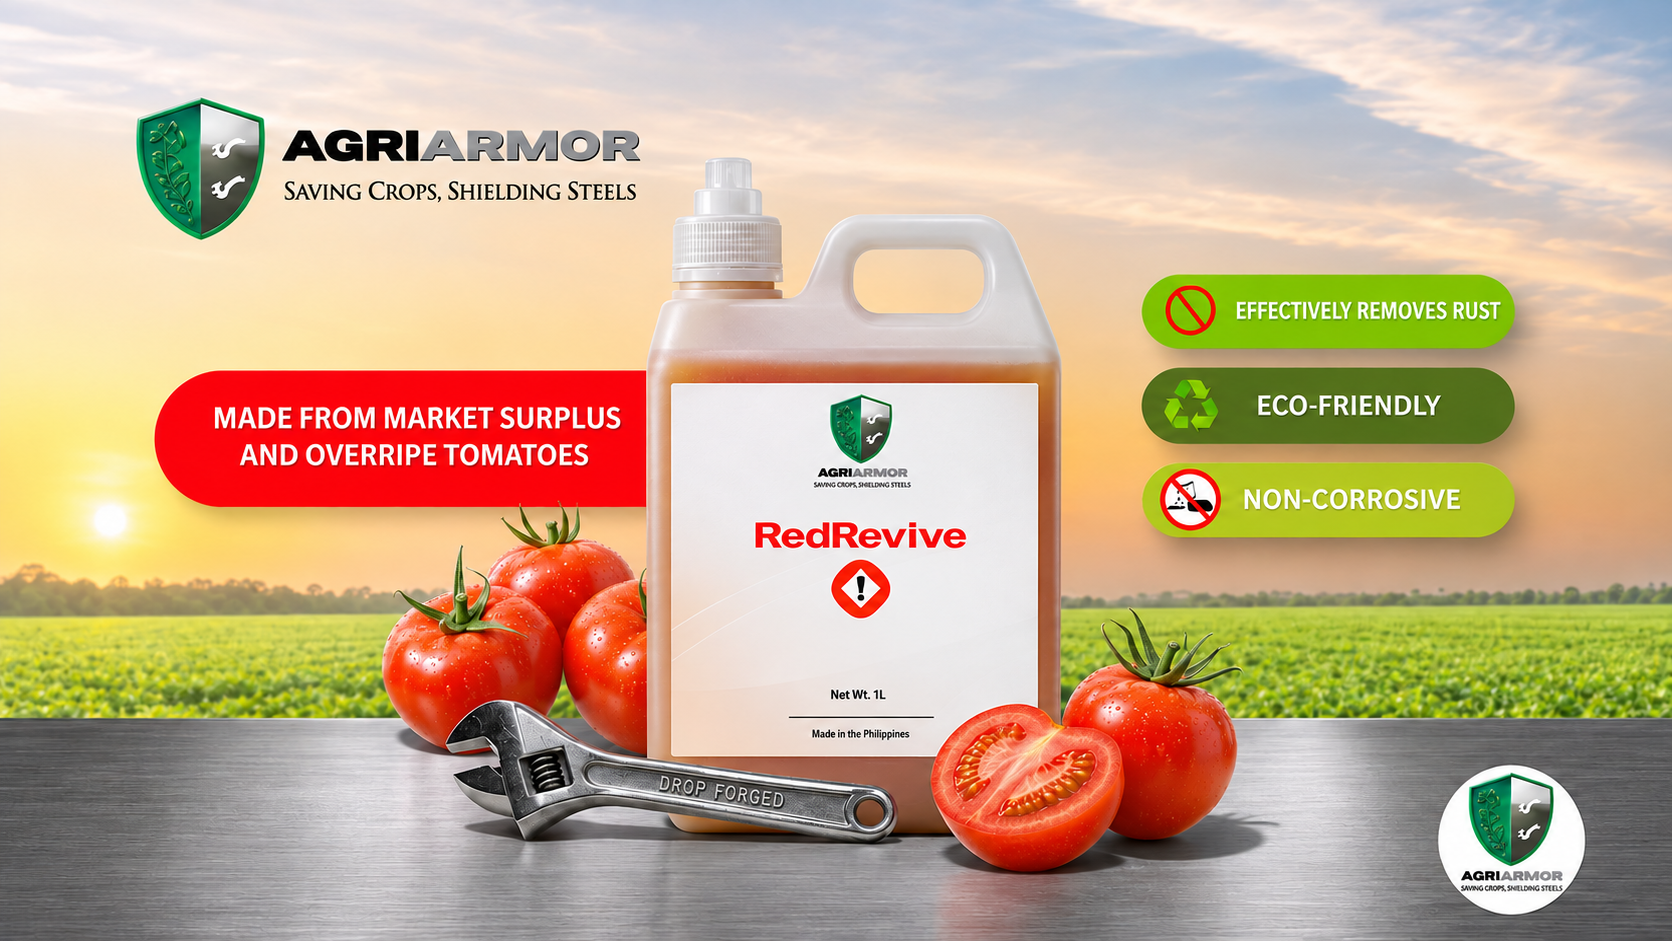 AGRIARMOR
SAVING CROPS, SHIELDING STEELS
MADE FROM MARKET SURPLUS
AND OVERRIPE TOMATOES
EFFECTIVELY REMOVES RUST
ECO-FRIENDLY
NON-CORROSIVE
AGRIARMOR
SAVING CROPS, SHIELDING STEELS
RedRevive
!
Net Wt. 1L
Made in the Philippines
DROP FORGED
AGRIARMOR
SAVING CROPS, SHIELDING STEELS